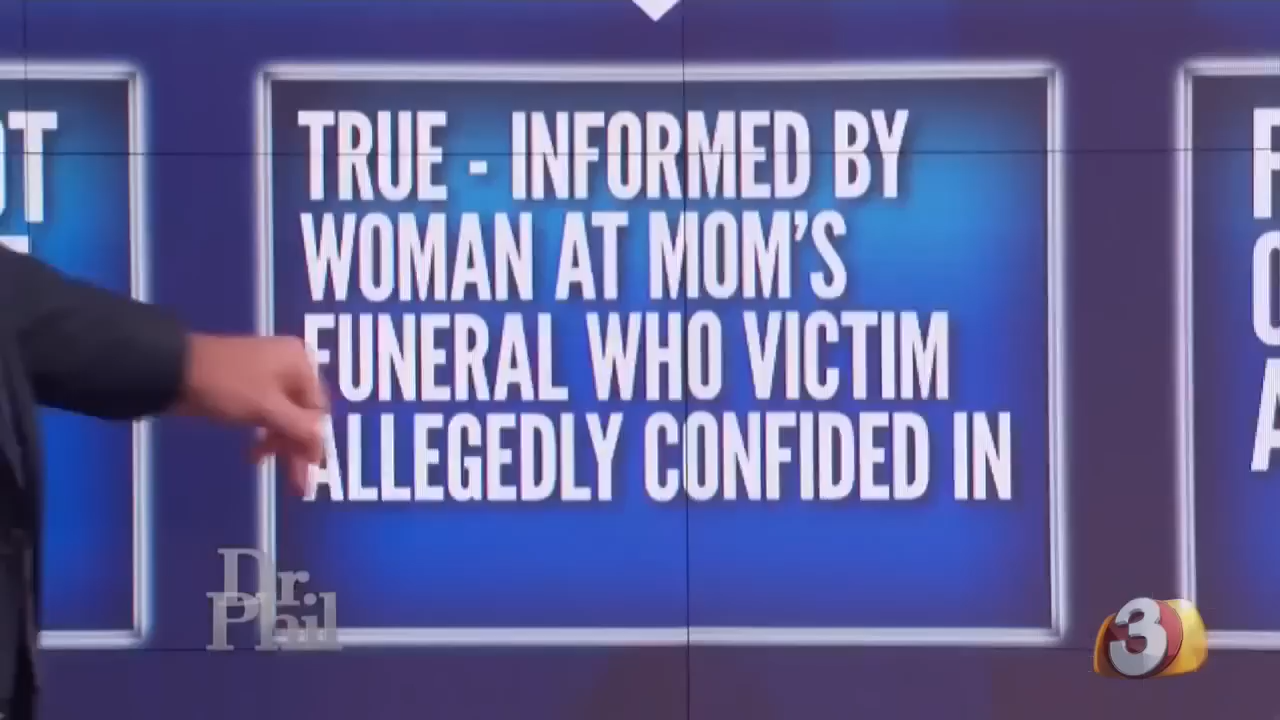 TRUE - INFORMED BY
WOMAN AT MOM'S
FUNERAL WHO VICTIM
ALLEGEDLY CONFIDED IN
Dr.
Phil
3